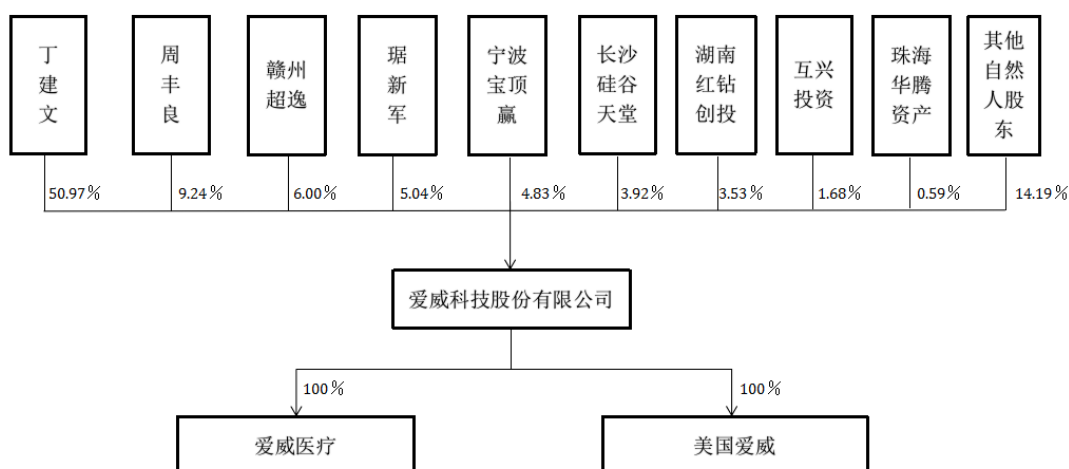 丁
建
文
周
丰
良
赣州
超逸
琚
新
军
宁波
宝顶
赢
长沙
硅谷
天堂
湖南
红钻
创投
互兴
投资
珠海
华腾
资产
其他
自然
人股
东
50.97%
9.24%
6.00%
5.04%
4.83%
3.92%
3.53%
1.68%
0.59%
14.19%
爱威科技股份有限公司
100%
100%
爱威医疗
美国爱威